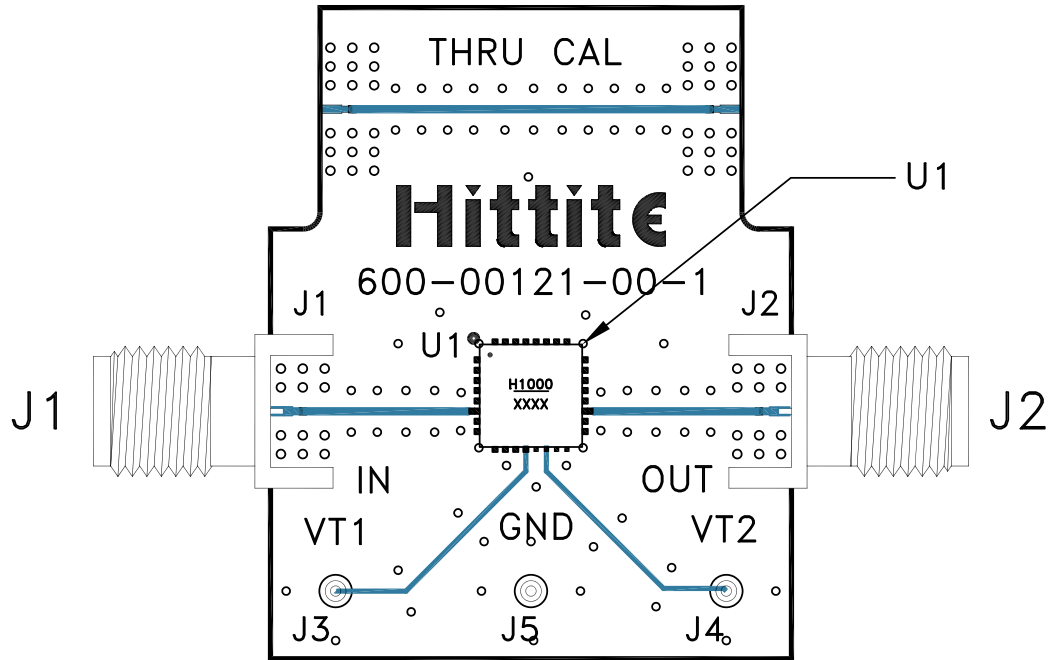 THRU CAL
Hittite
U1
600-00121-00-1
J1
J2
U1
H1000
XXXX
J1
J2
IN
OUT
VT1
GND
VT2
J3
J5
J4